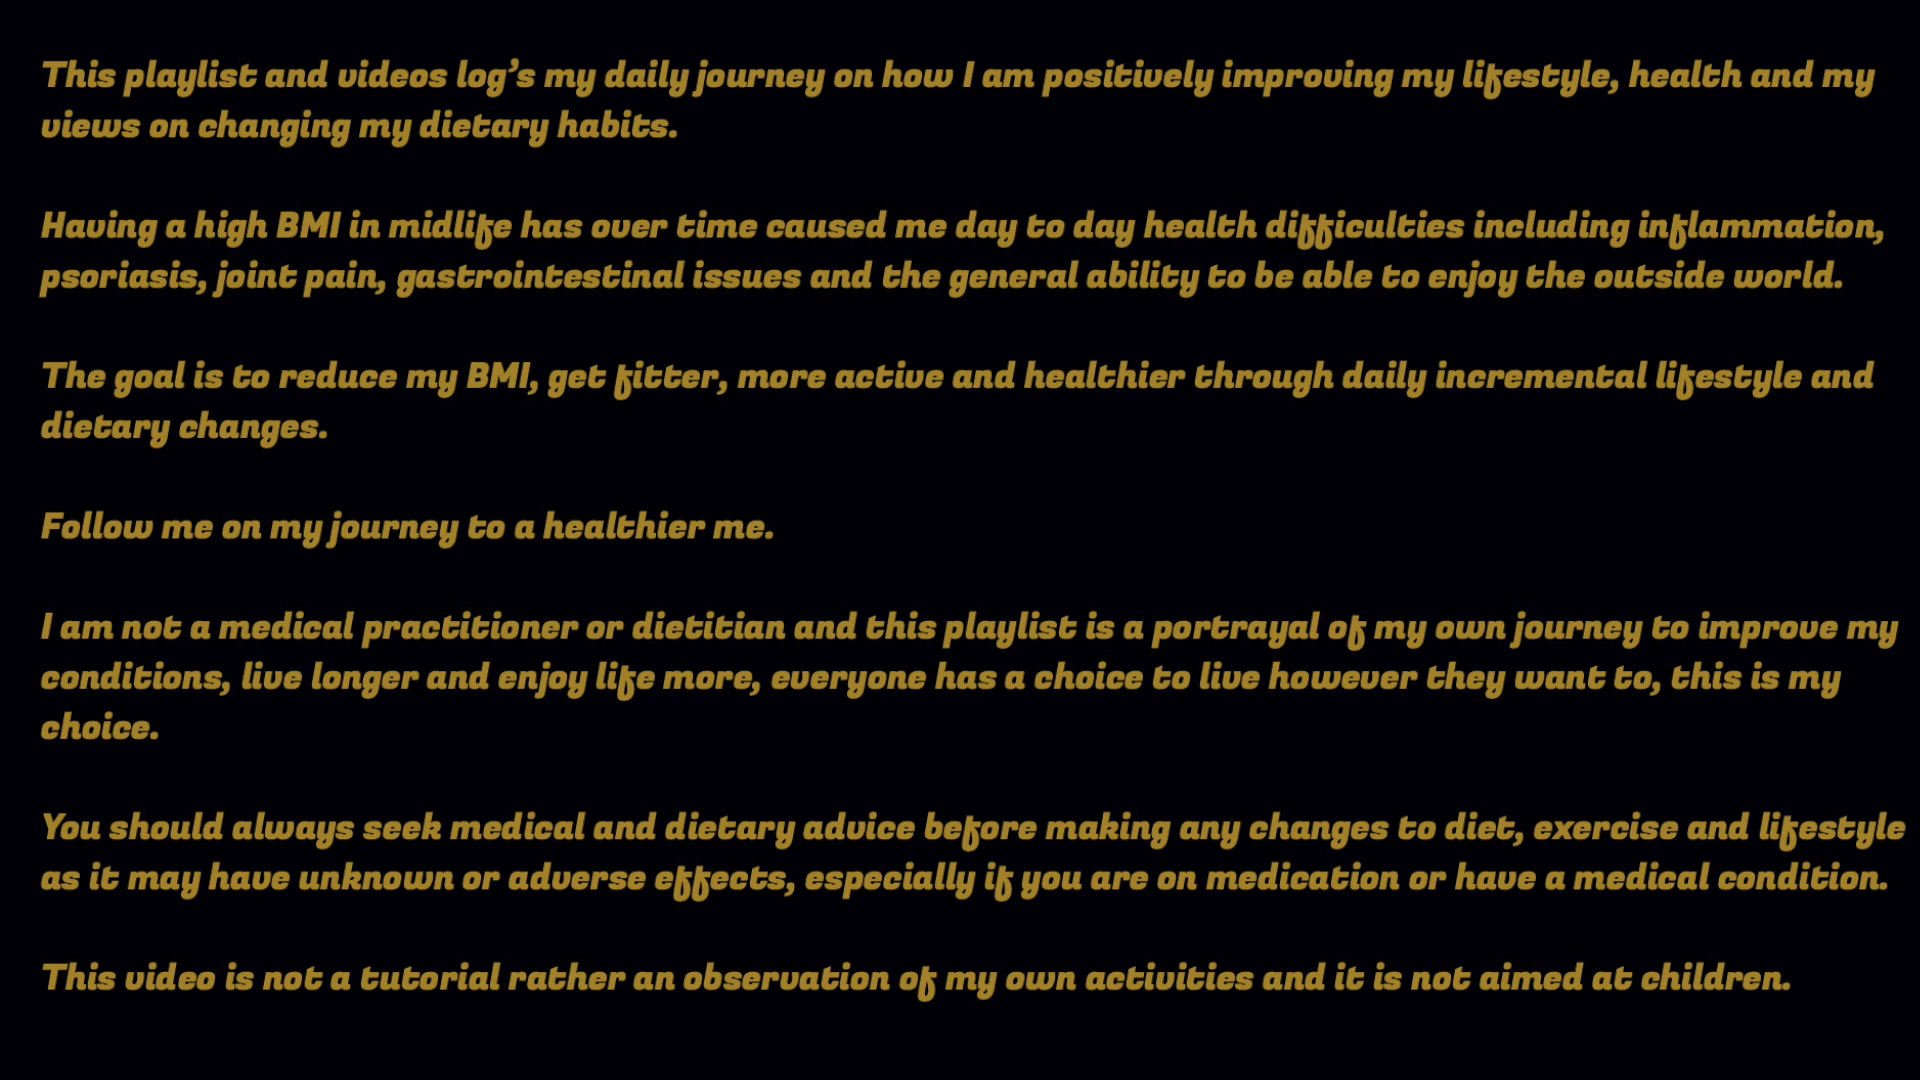 This playlist and videos log’s my daily journey on how I am positively improving my lifestyle, health and my
views on changing my dietary habits.
Having a high BMI in midlife has over time caused me day to day health difficulties including inflammation,
psoriasis, joint pain, gastrointestinal issues and the general ability to be able to enjoy the outside world.
The goal is to reduce my BMI, get fitter, more active and healthier through daily incremental lifestyle and
dietary changes.
Follow me on my journey to a healthier me.
I am not a medical practitioner or dietitian and this playlist is a portrayal of my own journey to improve my
conditions, live longer and enjoy life more, everyone has a choice to live however they want to, this is my
choice.
You should always seek medical and dietary advice before making any changes to diet, exercise and lifestyle
as it may have unknown or adverse effects, especially if you are on medication or have a medical condition.
This video is not a tutorial rather an observation of my own activities and it is not aimed at children.